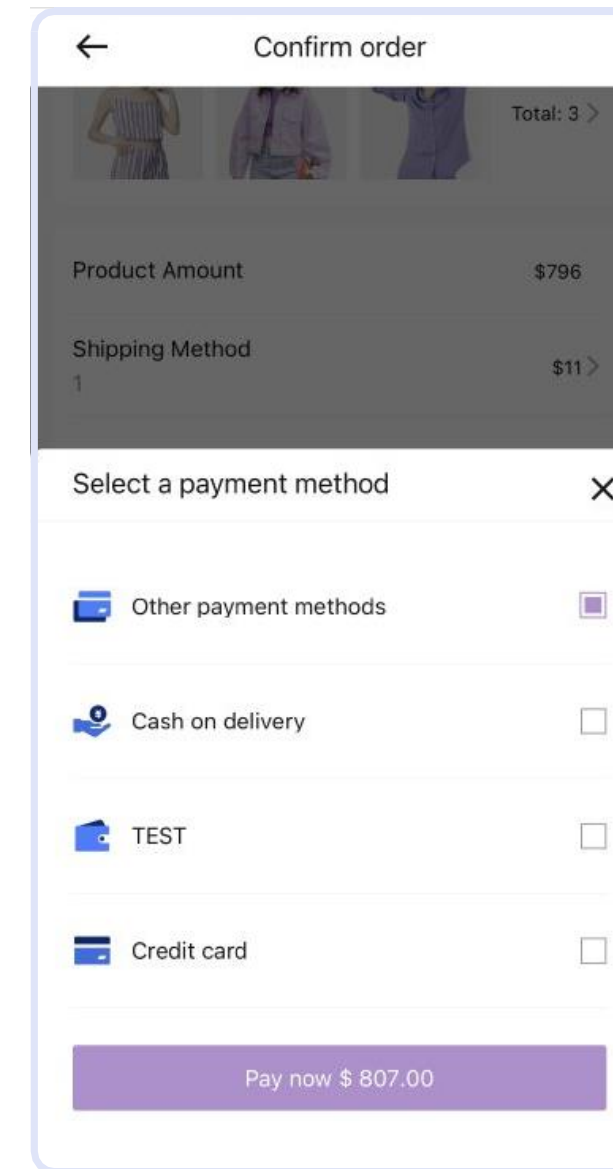 Confirm order
Total: 3
Product Amount $796
Shipping Method
$11
1
Select a payment method
Other payment methods
Cash on delivery
TEST
Credit card
Pay now $ 807.00